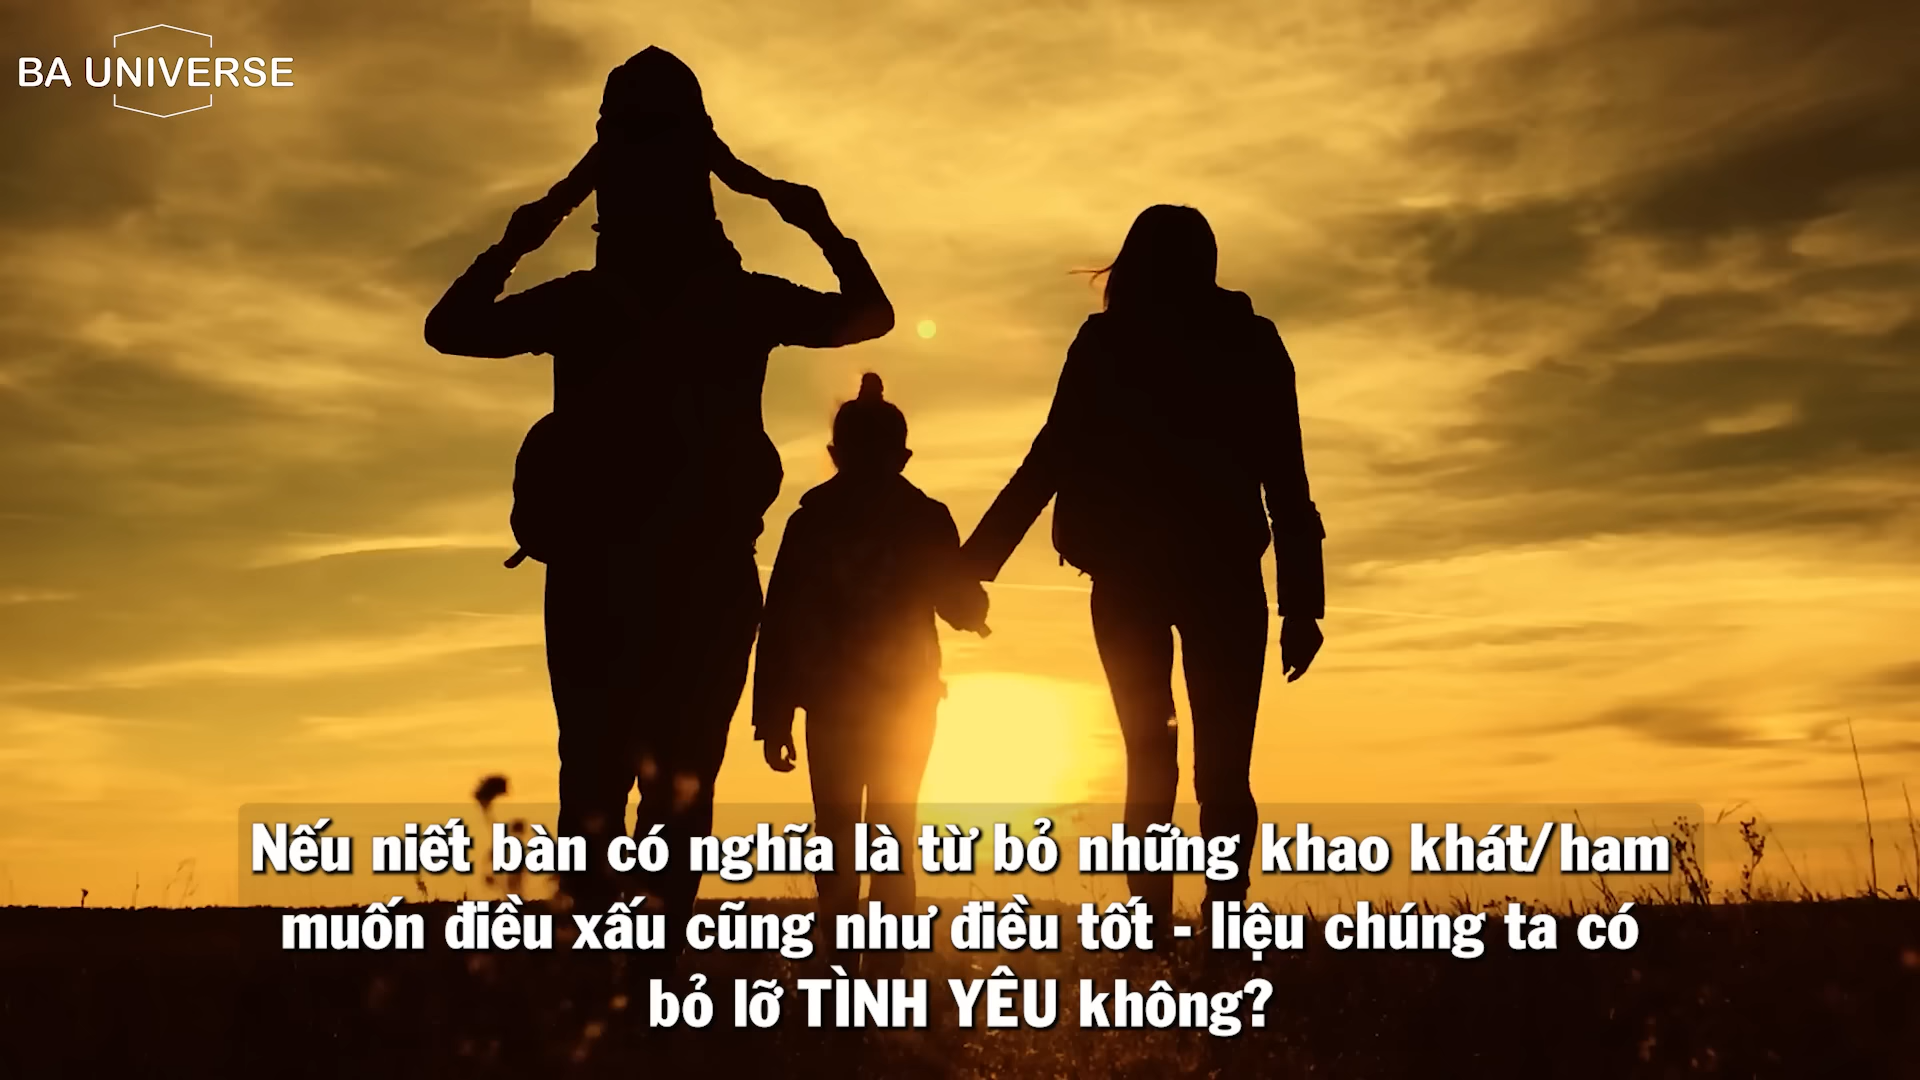 BA UNIVERSE
Nếu niết bàn có nghĩa là từ bỏ những khao khát/ham
muốn điều xấu cũng như điều tốt - liệu chúng ta có
bỏ lỡ TÌNH YÊU không?